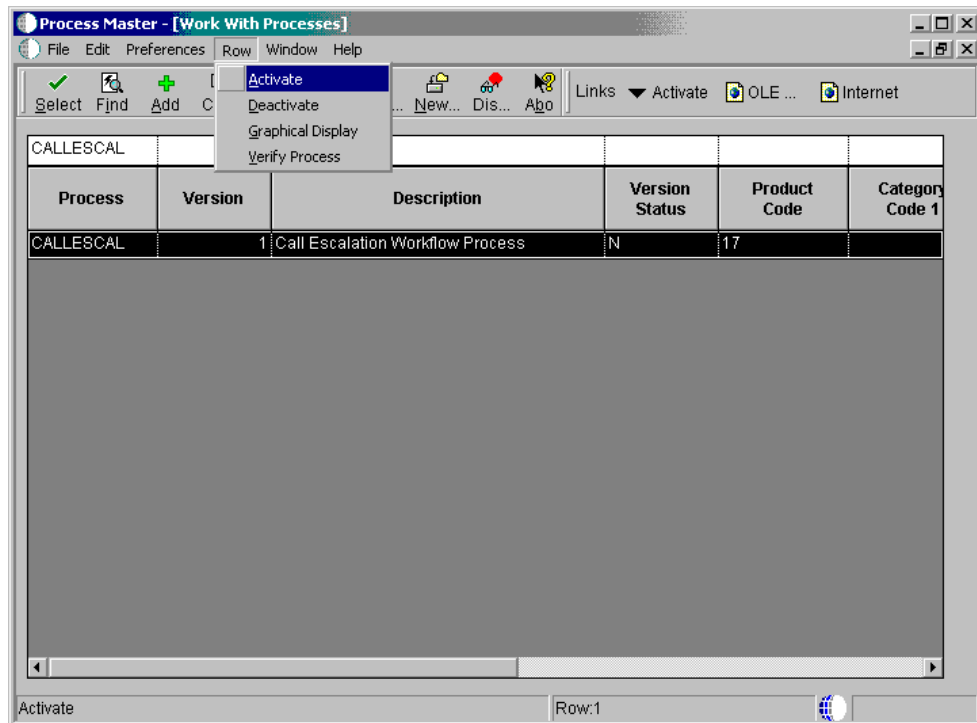 Process Master - [Work With Processes]
File Edit Preferences Row Window Help
Select Find Add C ... New... Dis... Abo Links Activate OLE ... Internet
Activate
Deactivate
Graphical Display
Verify Process
CALLESCAL
Process Version Description Version Status Product Code Category Code 1
CALLESCAL 1 Call Escalation Workflow Process N 17
Activate Row:1